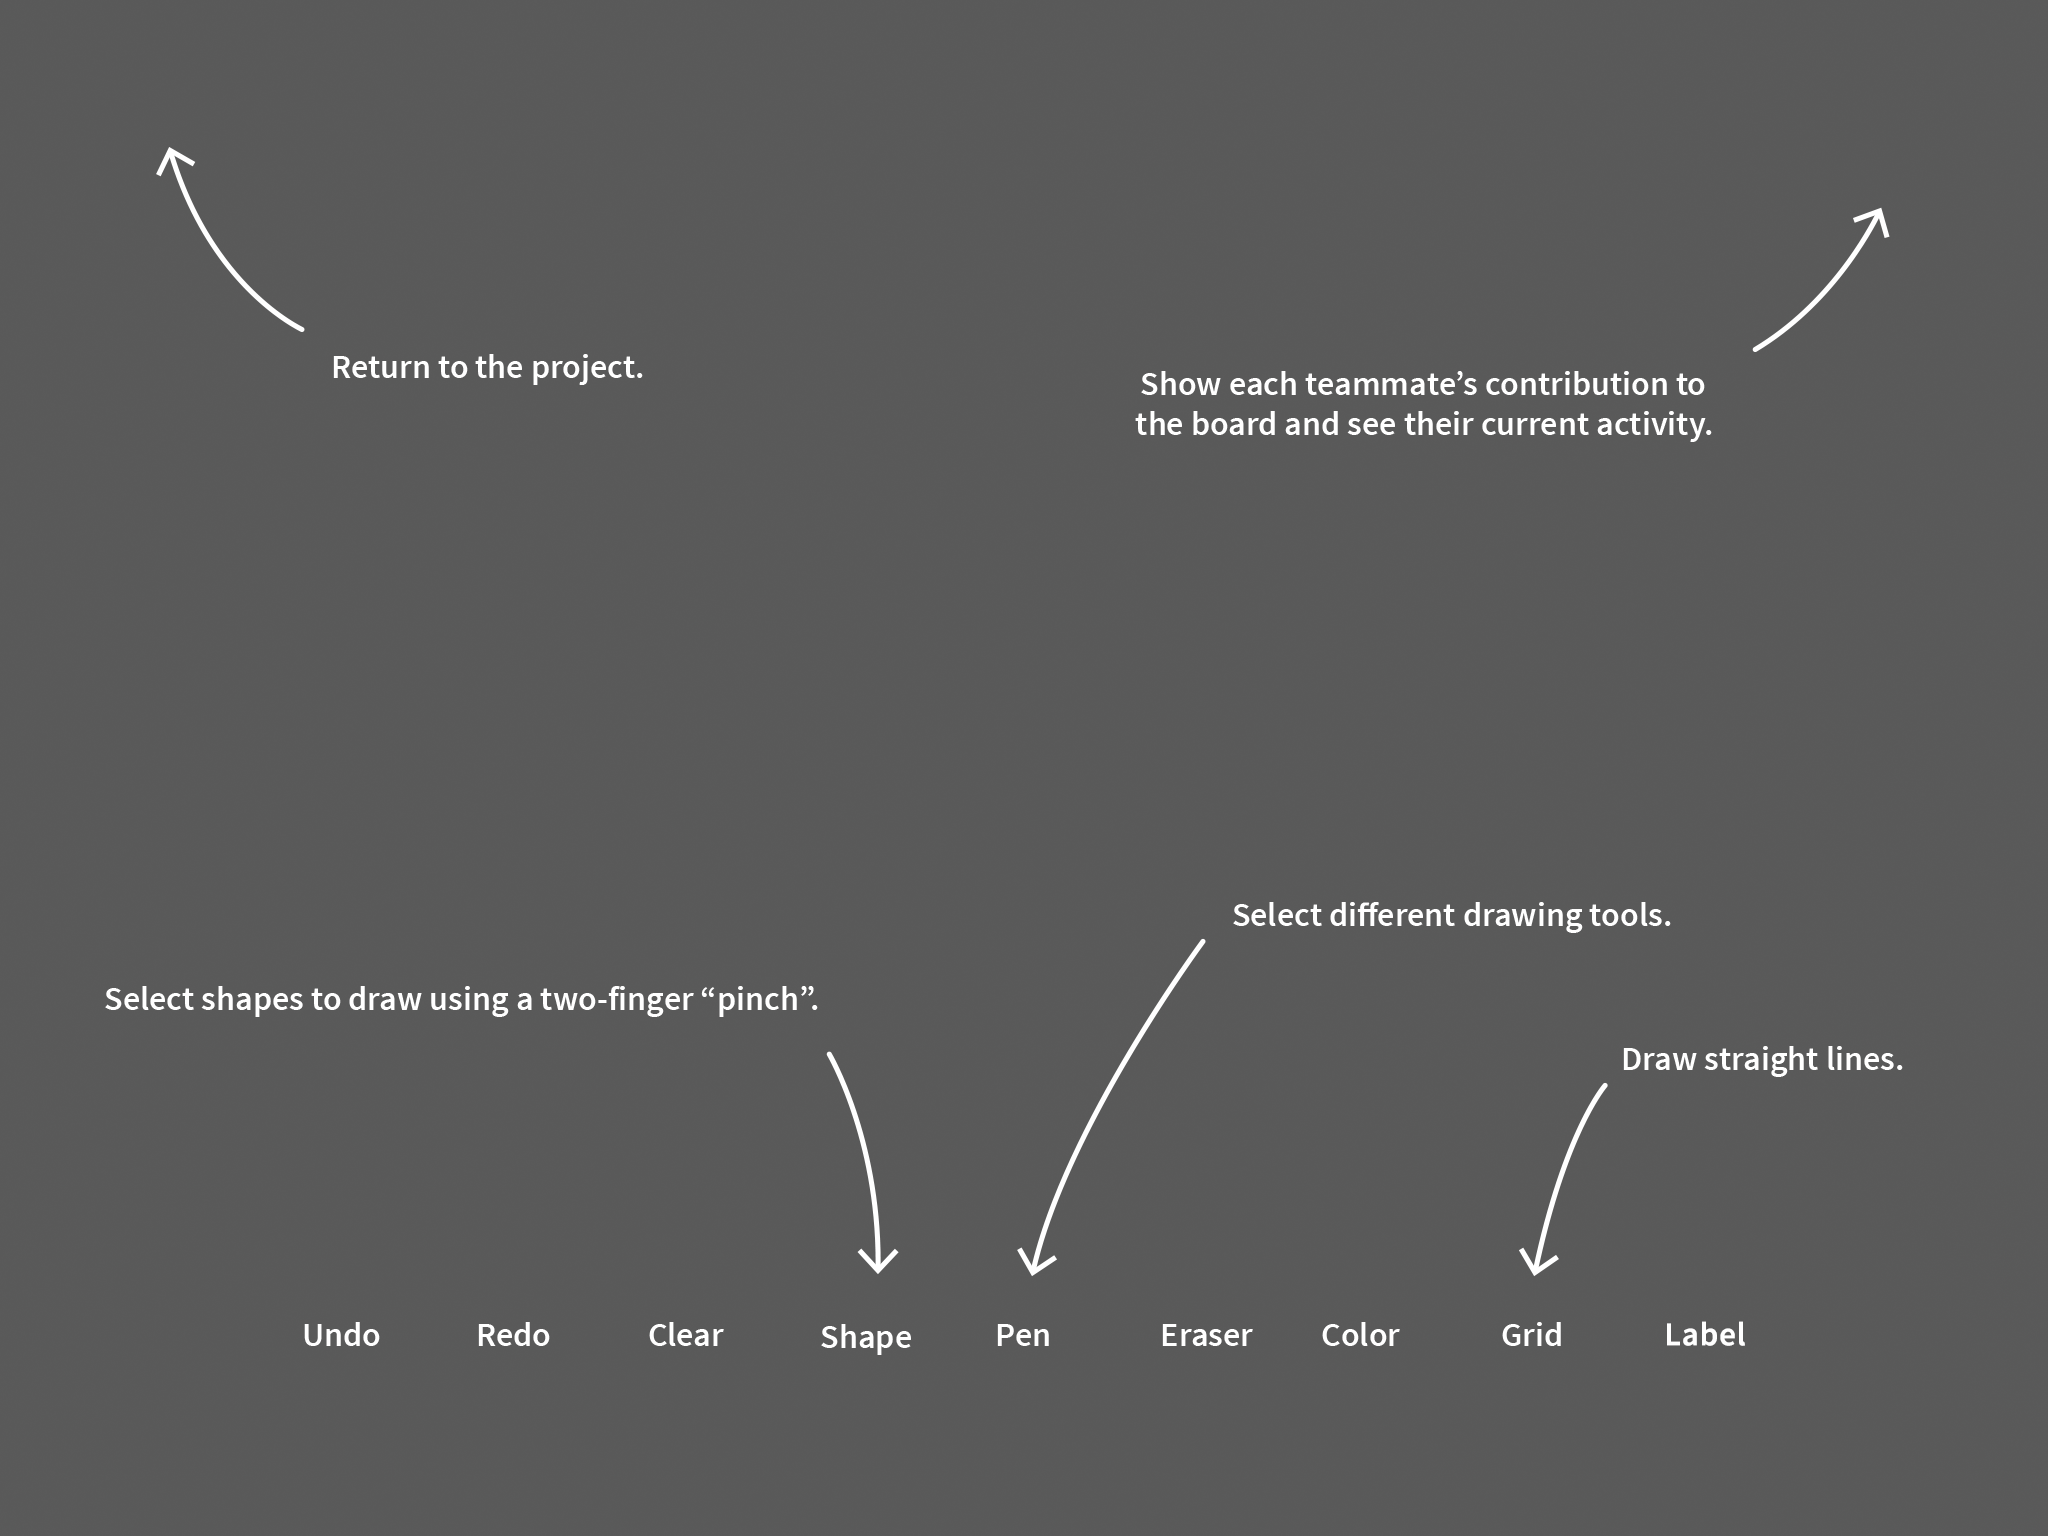 Return to the project.
Show each teammate’s contribution to
the board and see their current activity.
Select different drawing tools.
Select shapes to draw using a two-finger “pinch”.
Draw straight lines.
Undo Redo Clear Shape Pen Eraser Color Grid Label